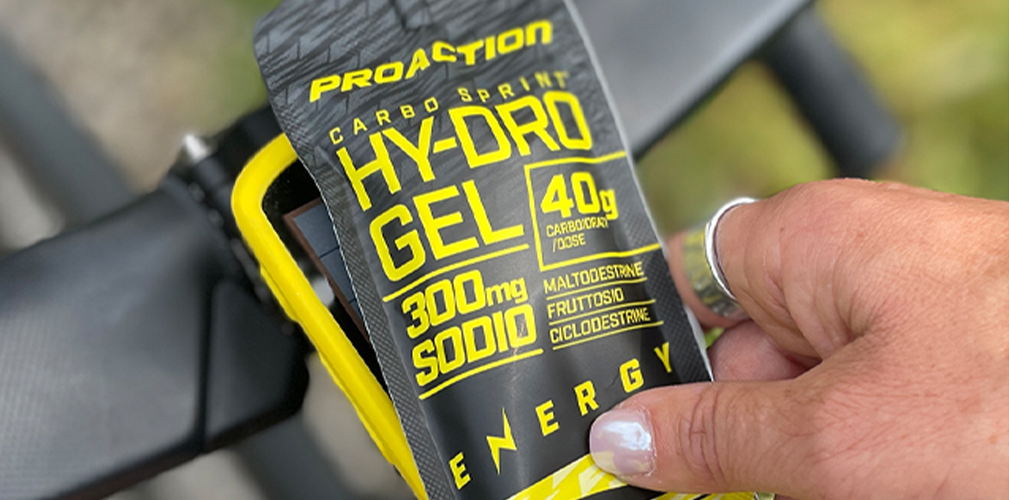 PROACTION
CARBO SPRINT
HY-DRO
GEL
40g
CARBOIDRATI
/DOSE
300mg
SODIO
MALTODESTRINE
FRUTTOSIO
CICLODESTRINE
ENERGY